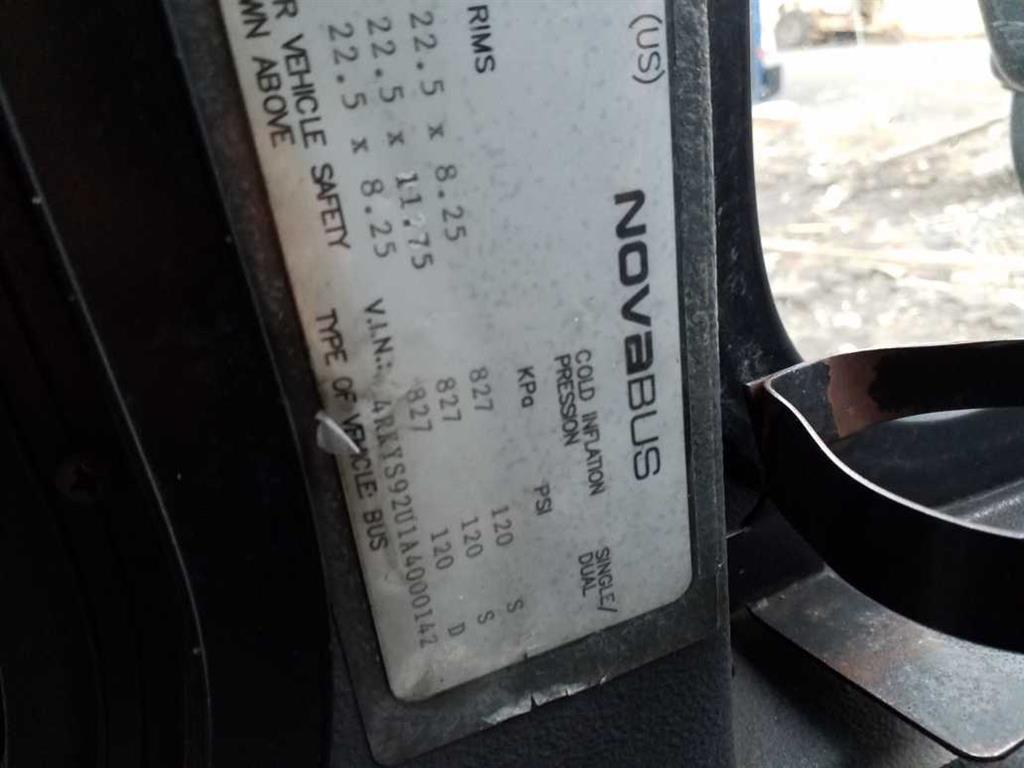 (US) NOVaBUS
COLD INFLATION SINGLE/
RIMS PRESSION DUAL
KPa PSI
22.5 x 8.25 827 120 S
22.5 x 11.75 827 120 S
22.5 x 8.25 827 120 D
V.I.N.: 4RKYS92U1A4000142
R VEHICLE SAFETY TYPE OF VEHICLE: BUS
WN ABOVE